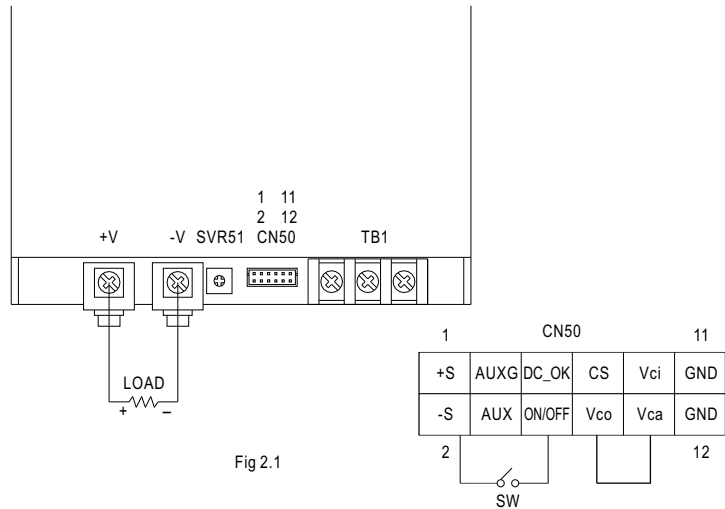 1 11
2 12
+V -V SVR51 CN50 TB1
LOAD
+ −
1 CN50 11
+S AUXG DC_OK CS Vci GND
-S AUX ON/OFF Vco Vca GND
2 12
SW
Fig 2.1